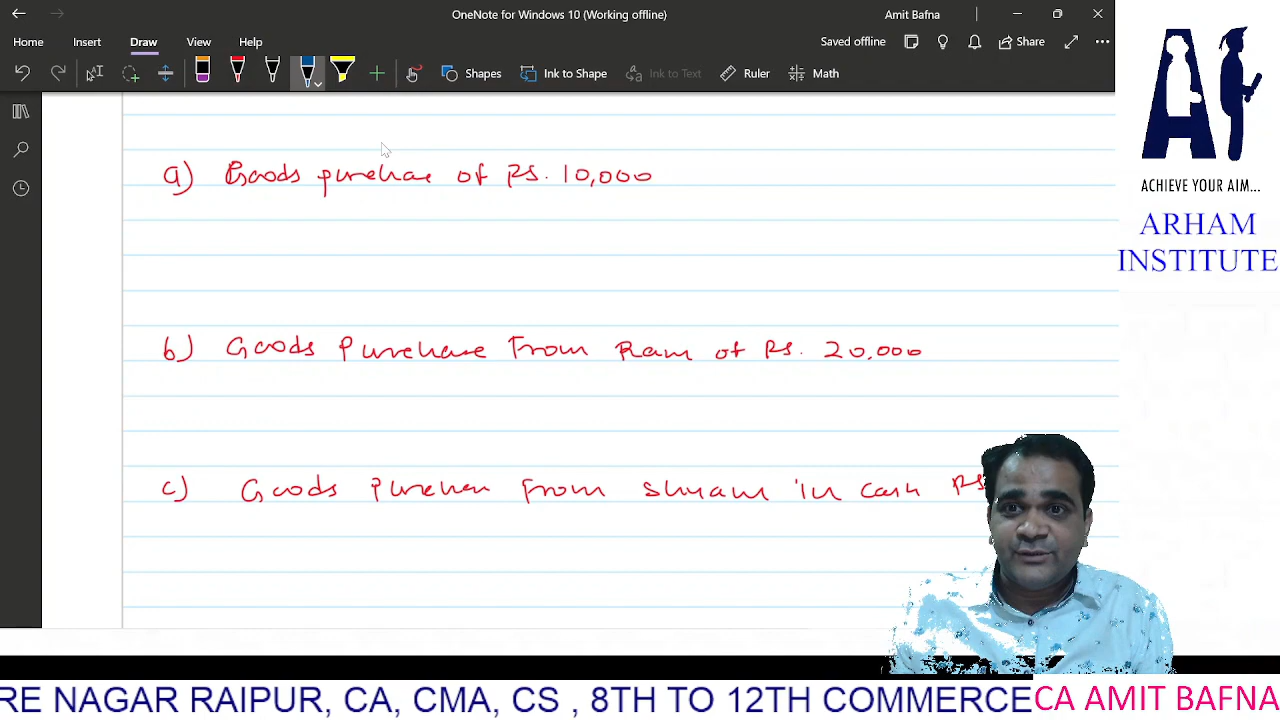 OneNote for Windows 10 (Working offline)
Amit Bafna
Home Insert Draw View Help
Saved offline
Share
Shapes
Ink to Shape
Ink to Text
Ruler
Math
a) Goods purchase of Rs. 10,000
b) Goods Purchase From Ram of Rs. 20,000
c) Goods Purchase From Shyam in cash Rs
AI
ACHIEVE YOUR AIM...
ARHAM
INSTITUTE
RE NAGAR RAIPUR, CA, CMA, CS , 8TH TO 12TH COMMERCE
CA AMIT BAFNA